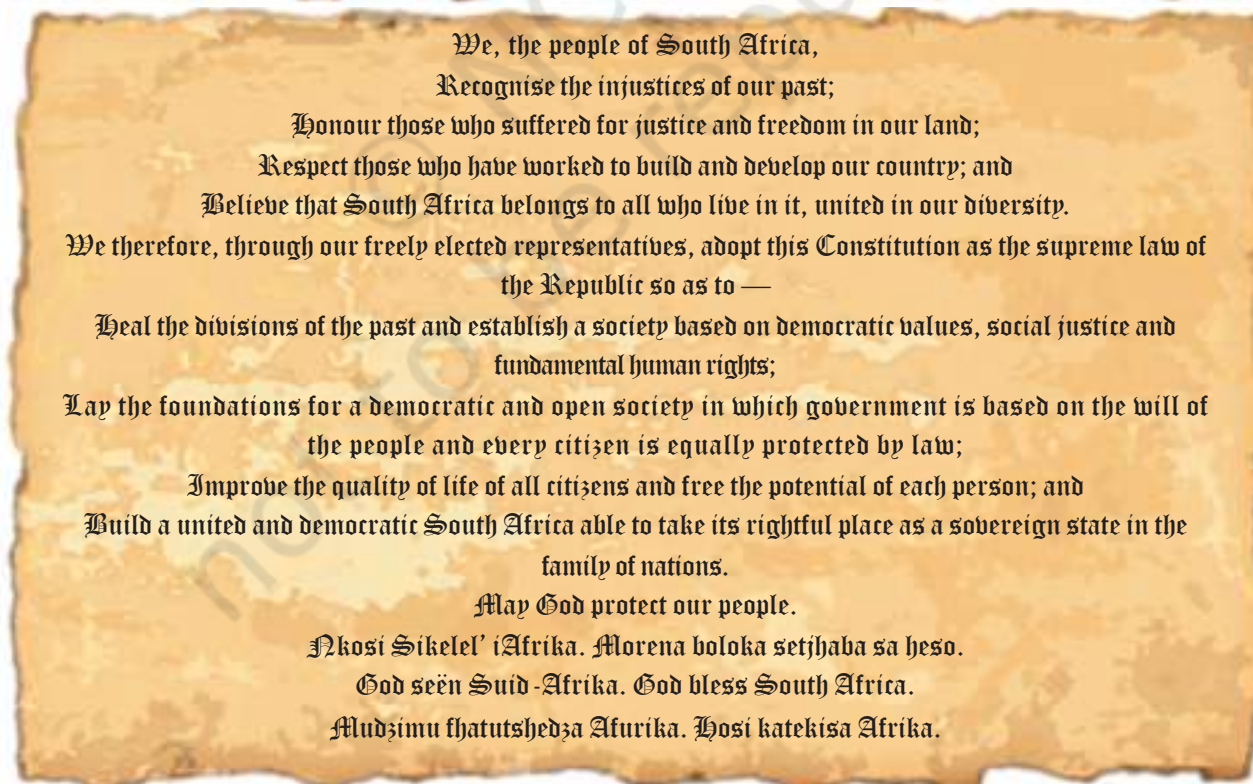 We, the people of South Africa,
Recognise the injustices of our past;
Honour those who suffered for justice and freedom in our land;
Respect those who have worked to build and develop our country; and
Believe that South Africa belongs to all who live in it, united in our diversity.
We therefore, through our freely elected representatives, adopt this Constitution as the supreme law of
the Republic so as to —
Heal the divisions of the past and establish a society based on democratic values, social justice and
fundamental human rights;
Lay the foundations for a democratic and open society in which government is based on the will of
the people and every citizen is equally protected by law;
Improve the quality of life of all citizens and free the potential of each person; and
Build a united and democratic South Africa able to take its rightful place as a sovereign state in the
family of nations.
May God protect our people.
Nkosi Sikelel' iAfrika. Morena boloka setjhaba sa heso.
God seën Suid-Afrika. God bless South Africa.
Mudzimu fhatutshedza Afurika. Hosi katekisa Afrika.